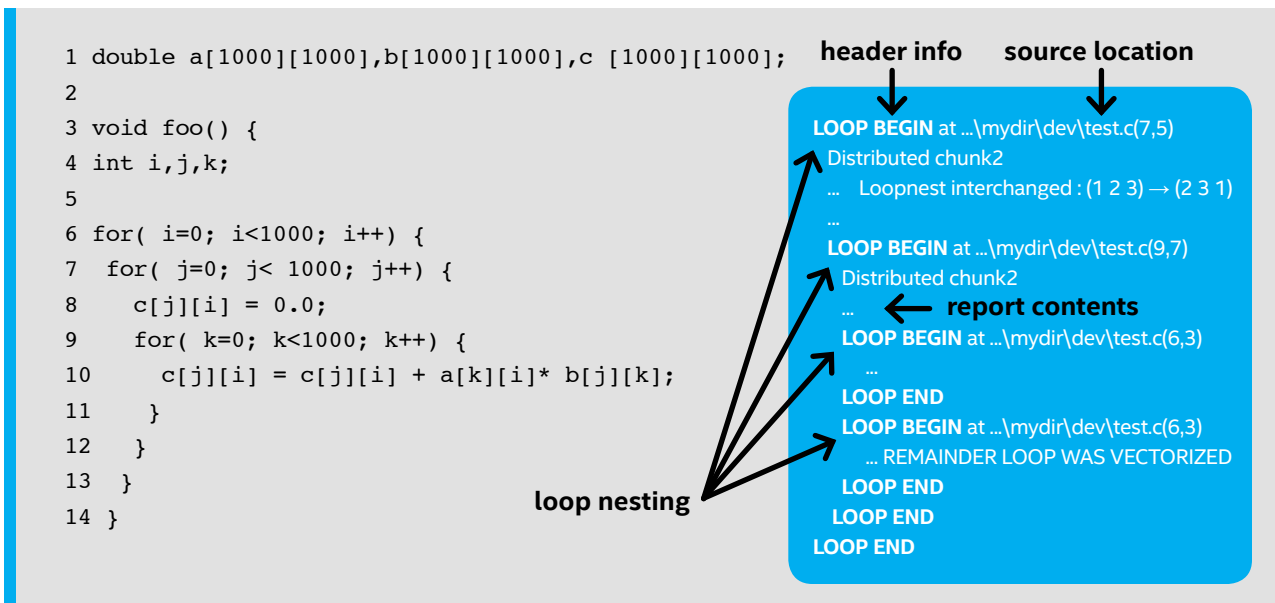 1 double a[1000][1000],b[1000][1000],c [1000][1000];
2
3 void foo() {
4 int i,j,k;
5
6 for( i=0; i<1000; i++) {
7  for( j=0; j< 1000; j++) {
8    c[j][i] = 0.0;
9    for( k=0; k<1000; k++) {
10     c[j][i] = c[j][i] + a[k][i]* b[j][k];
11    }
12   }
13  }
14 }
header info
source location
LOOP BEGIN at ...\mydir\dev\test.c(7,5)
Distributed chunk2
... Loopnest interchanged : (1 2 3) → (2 3 1)
...
LOOP BEGIN at ...\mydir\dev\test.c(9,7)
Distributed chunk2
...
report contents
LOOP BEGIN at ...\mydir\dev\test.c(6,3)
...
LOOP END
LOOP BEGIN at ...\mydir\dev\test.c(6,3)
... REMAINDER LOOP WAS VECTORIZED
LOOP END
LOOP END
LOOP END
loop nesting